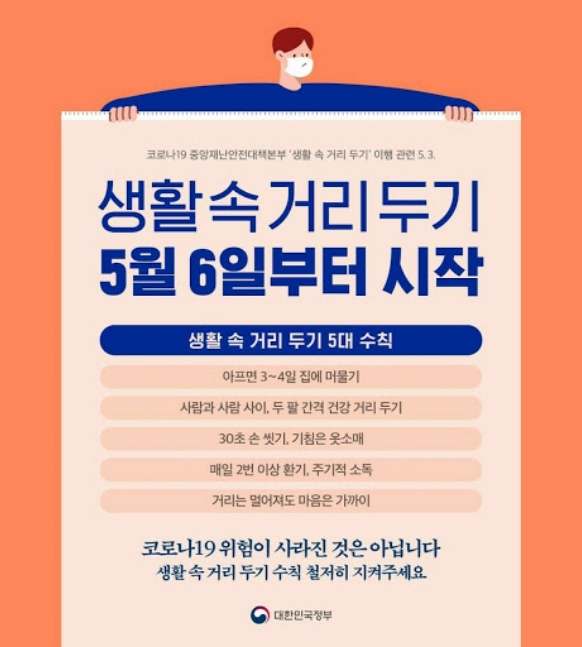 코로나19 중앙재난안전대책본부 '생활 속 거리 두기' 이행 관련 5. 3.
생활 속 거리 두기
5월 6일부터 시작
생활 속 거리 두기 5대 수칙
아프면 3~4일 집에 머물기
사람과 사람 사이, 두 팔 간격 건강 거리 두기
30초 손 씻기, 기침은 옷소매
매일 2번 이상 환기, 주기적 소독
거리는 멀어져도 마음은 가까이
코로나19 위험이 사라진 것은 아닙니다
생활 속 거리 두기 수칙 철저히 지켜주세요
대한민국정부